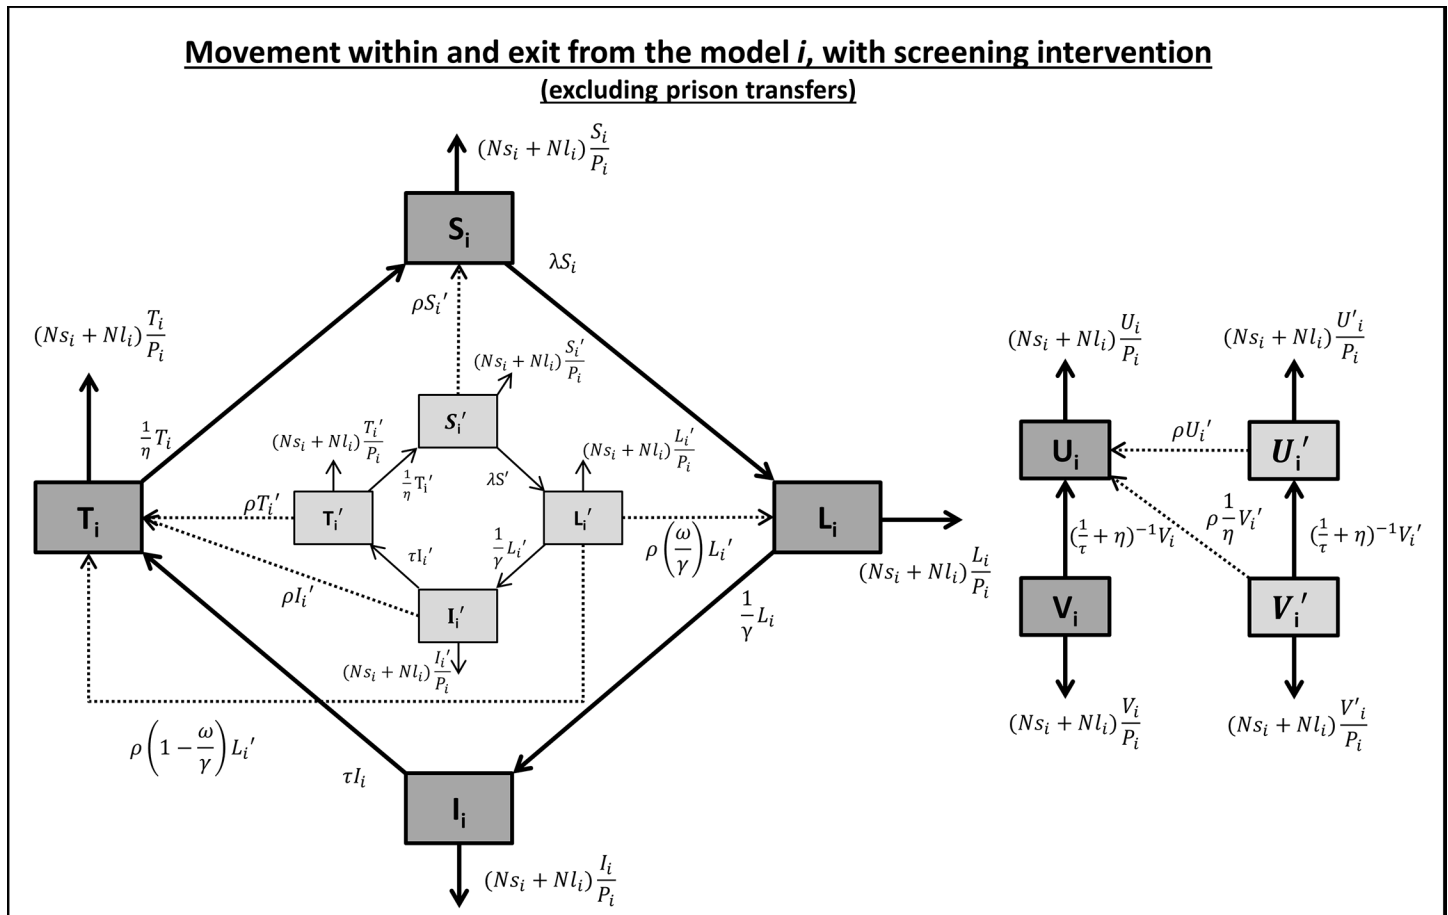 Movement within and exit from the model i, with screening intervention
(excluding prison transfers)
(Ns_i + Nl_i) S_i/P_i
S_i
λS_i
ρS_i′
(Ns_i + Nl_i) T_i/P_i
(Ns_i + Nl_i) U_i/P_i
(Ns_i + Nl_i) U′_i/P_i
(Ns_i + Nl_i) S_i′/P_i
S_i′
1/η T_i
(Ns_i + Nl_i) T_i′/P_i
(Ns_i + Nl_i) L_i′/P_i
ρU_i′
U_i
U_i′
1/η T_i′
λS′
T_i
ρT_i′
T_i′
L_i′
L_i
ρ(ω/γ)L_i′
1/γ L_i′
τI_i′
(1/τ + η)^−1 V_i
ρ 1/η V_i′
(1/τ + η)^−1 V_i′
(Ns_i + Nl_i) L_i/P_i
ρI_i′
I_i′
1/γ L_i
V_i
V_i′
(Ns_i + Nl_i) I_i′/P_i
(Ns_i + Nl_i) V_i/P_i
(Ns_i + Nl_i) V′_i/P_i
ρ(1 − ω/γ)L_i′
τI_i
I_i
(Ns_i + Nl_i) I_i/P_i